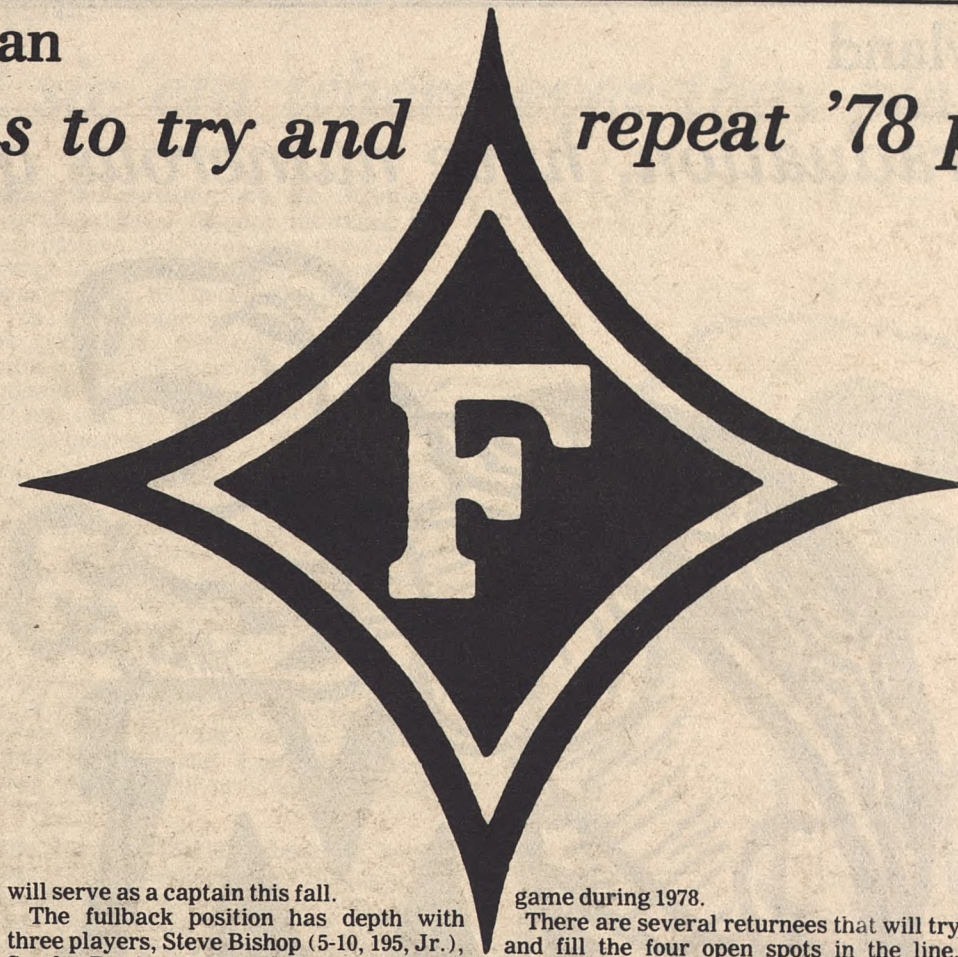 an
s to try and repeat '78 p
F
will serve as a captain this fall.
The fullback position has depth with
three players, Steve Bishop (5-10, 195, Jr.),
game during 1978.
There are several returnees that will try
and fill the four open spots in the line.